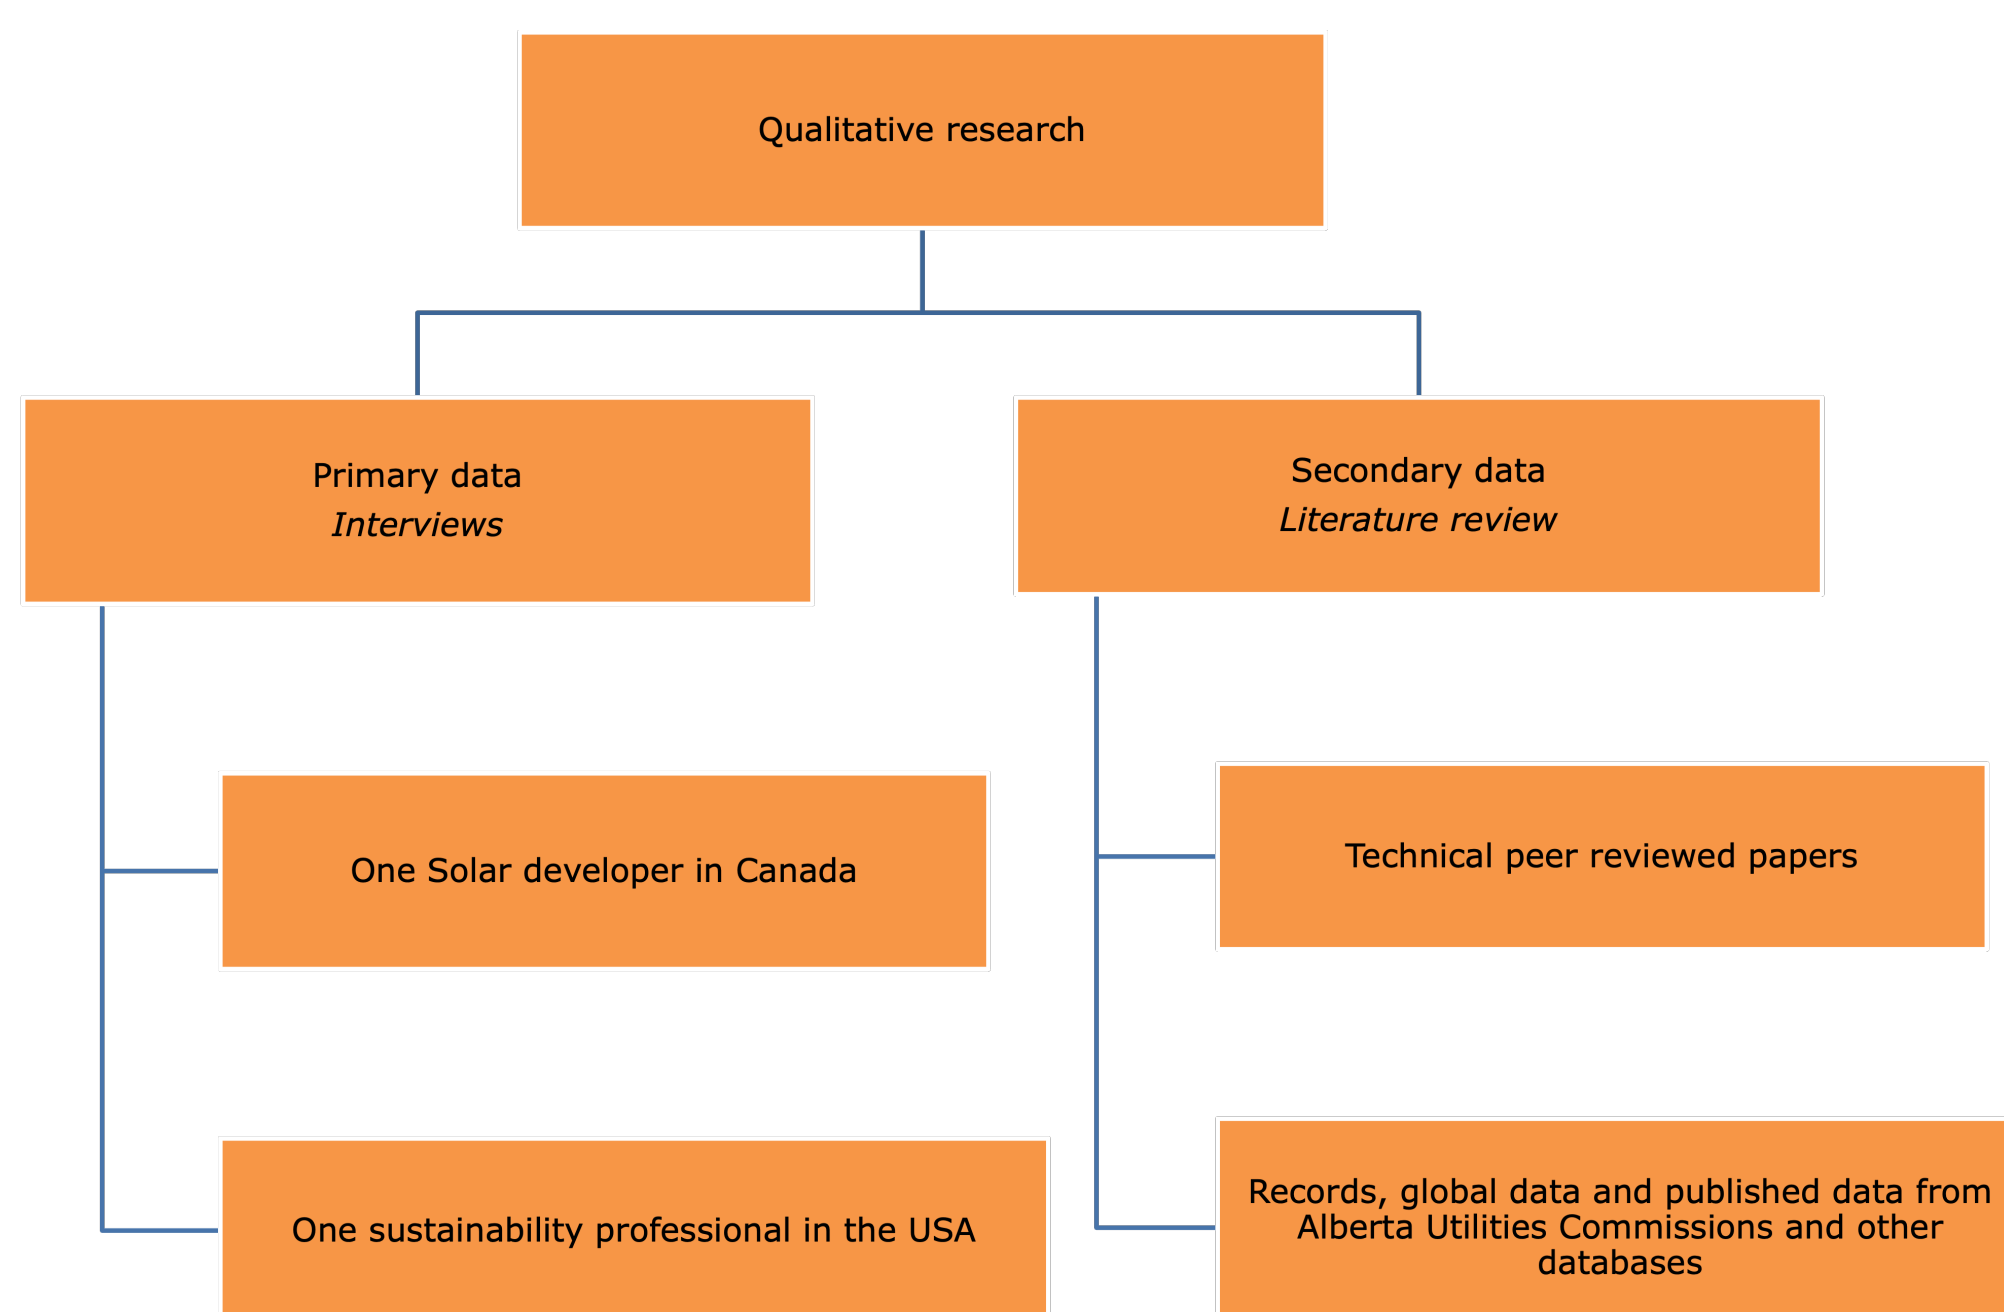 Qualitative research
Primary data
Interviews
Secondary data
Literature review
One Solar developer in Canada
Technical peer reviewed papers
One sustainability professional in the USA
Records, global data and published data from
Alberta Utilities Commissions and other
databases